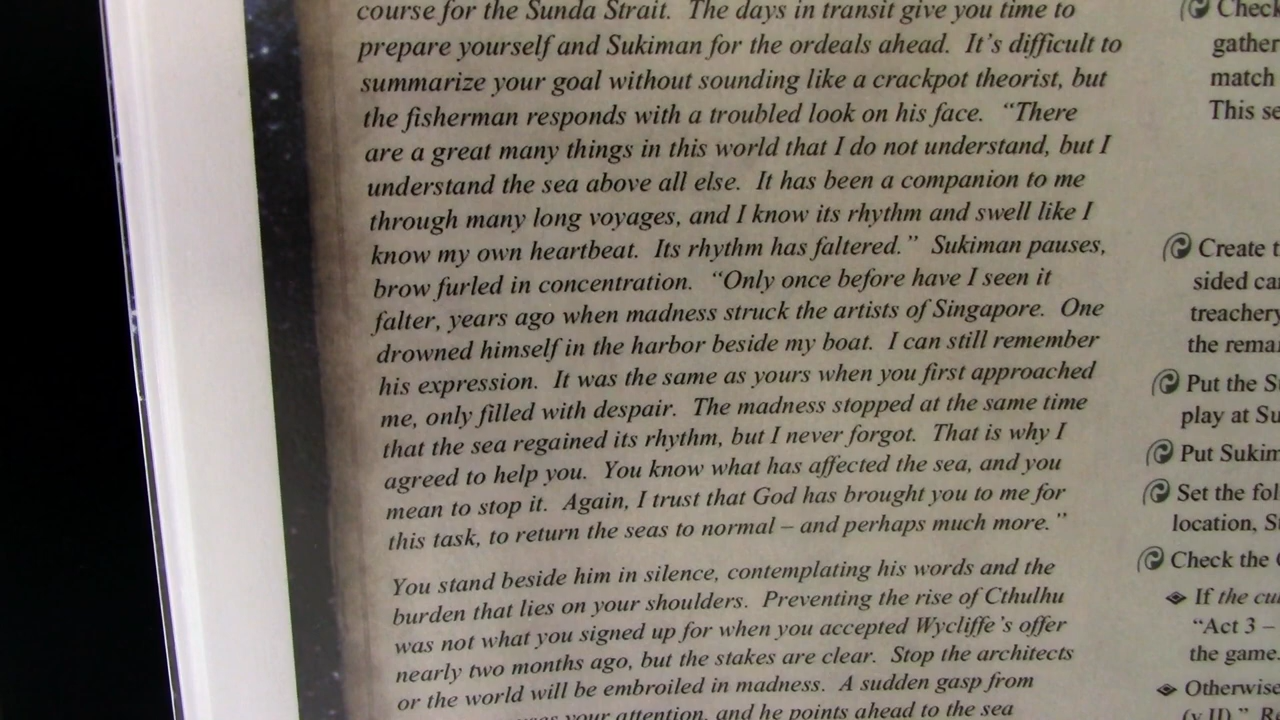 course for the Sunda Strait. The days in transit give you time to
prepare yourself and Sukiman for the ordeals ahead. It's difficult to
summarize your goal without sounding like a crackpot theorist, but
the fisherman responds with a troubled look on his face. “There
are a great many things in this world that I do not understand, but I
understand the sea above all else. It has been a companion to me
through many long voyages, and I know its rhythm and swell like I
know my own heartbeat. Its rhythm has faltered.” Sukiman pauses,
brow furled in concentration. “Only once before have I seen it
falter, years ago when madness struck the artists of Singapore. One
drowned himself in the harbor beside my boat. I can still remember
his expression. It was the same as yours when you first approached
me, only filled with despair. The madness stopped at the same time
that the sea regained its rhythm, but I never forgot. That is why I
agreed to help you. You know what has affected the sea, and you
mean to stop it. Again, I trust that God has brought you to me for
this task, to return the seas to normal – and perhaps much more.”
You stand beside him in silence, contemplating his words and the
burden that lies on your shoulders. Preventing the rise of Cthulhu
was not what you signed up for when you accepted Wycliffe's offer
nearly two months ago, but the stakes are clear. Stop the architects
or the world will be embroiled in madness. A sudden gasp from
your attention, and he points ahead to the sea
Check
gather
match
This se
Create t
sided ca
treachery
the rema
Put the S
play at Su
Put Sukim
Set the fol
location, S
Check the
If the cu
“Act 3 –
the game.
Otherwise
(v. II).”